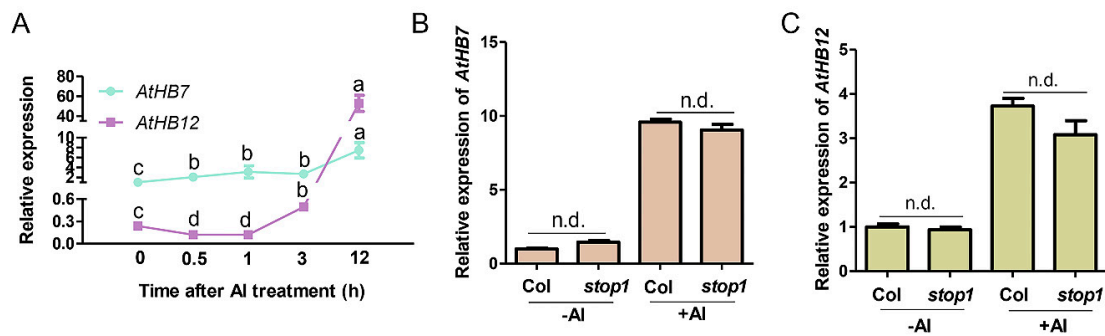 A
Relative expression
80
60
40
20
10
8
6
4
2
0.6
0.3
0.0
AtHB7
AtHB12
c
b
b
b
a
a
c
d
d
b
0
0.5
1
3
12
Time after Al treatment (h)
B
Relative expression of AtHB7
15
10
5
0
n.d.
n.d.
Col
stop1
Col
stop1
-Al
+Al
C
Relative expression of AtHB12
5
4
3
2
1
0
n.d.
n.d.
Col
stop1
Col
stop1
-Al
+Al